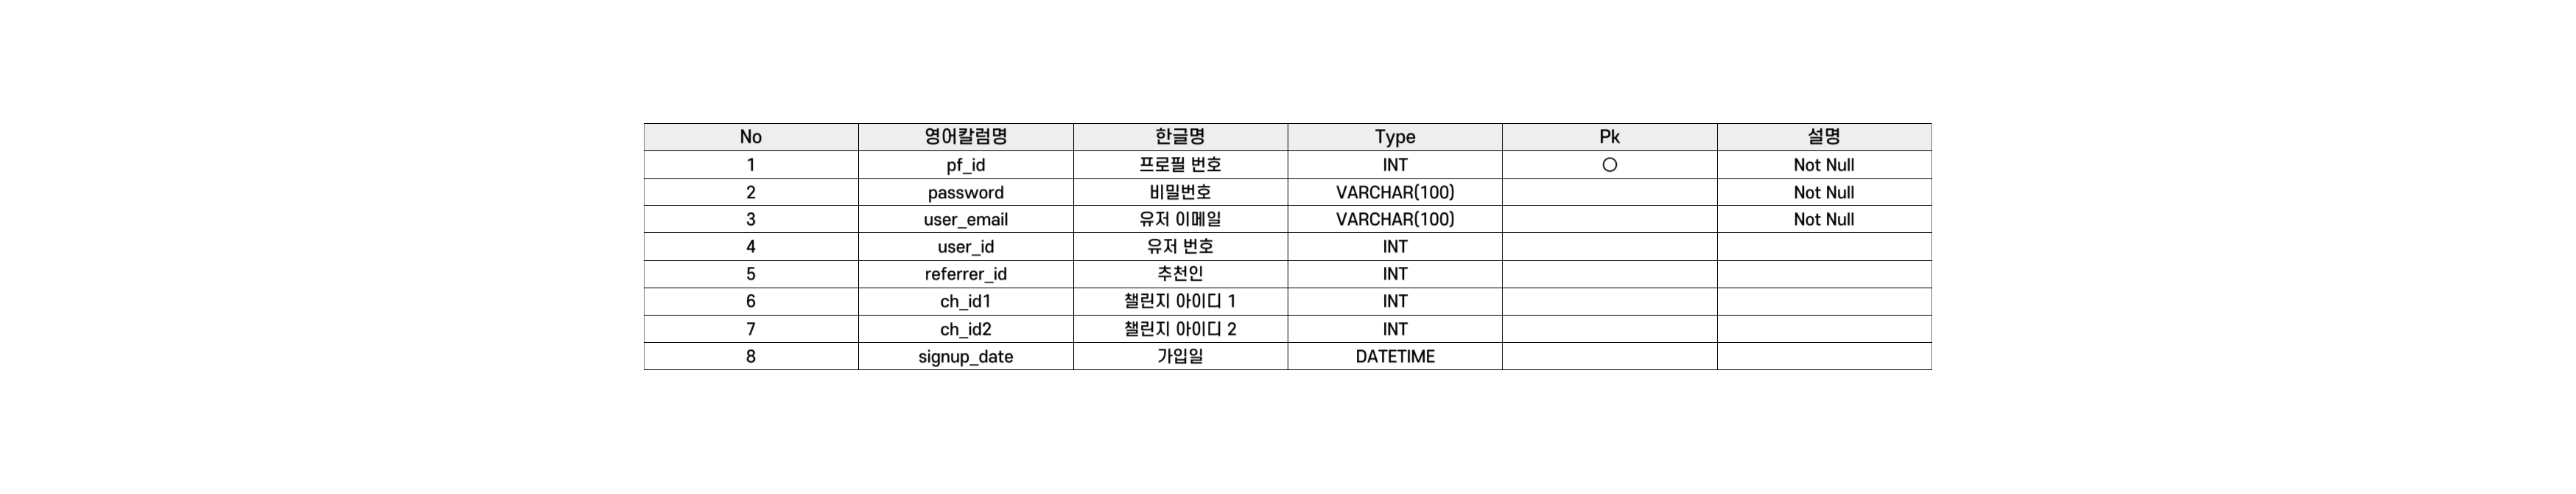 No 영어칼럼명 한글명 Type Pk 설명
1 pf_id 프로필 번호 INT ○ Not Null
2 password 비밀번호 VARCHAR(100) Not Null
3 user_email 유저 이메일 VARCHAR(100) Not Null
4 user_id 유저 번호 INT
5 referrer_id 추천인 INT
6 ch_id1 챌린지 아이디 1 INT
7 ch_id2 챌린지 아이디 2 INT
8 signup_date 가입일 DATETIME